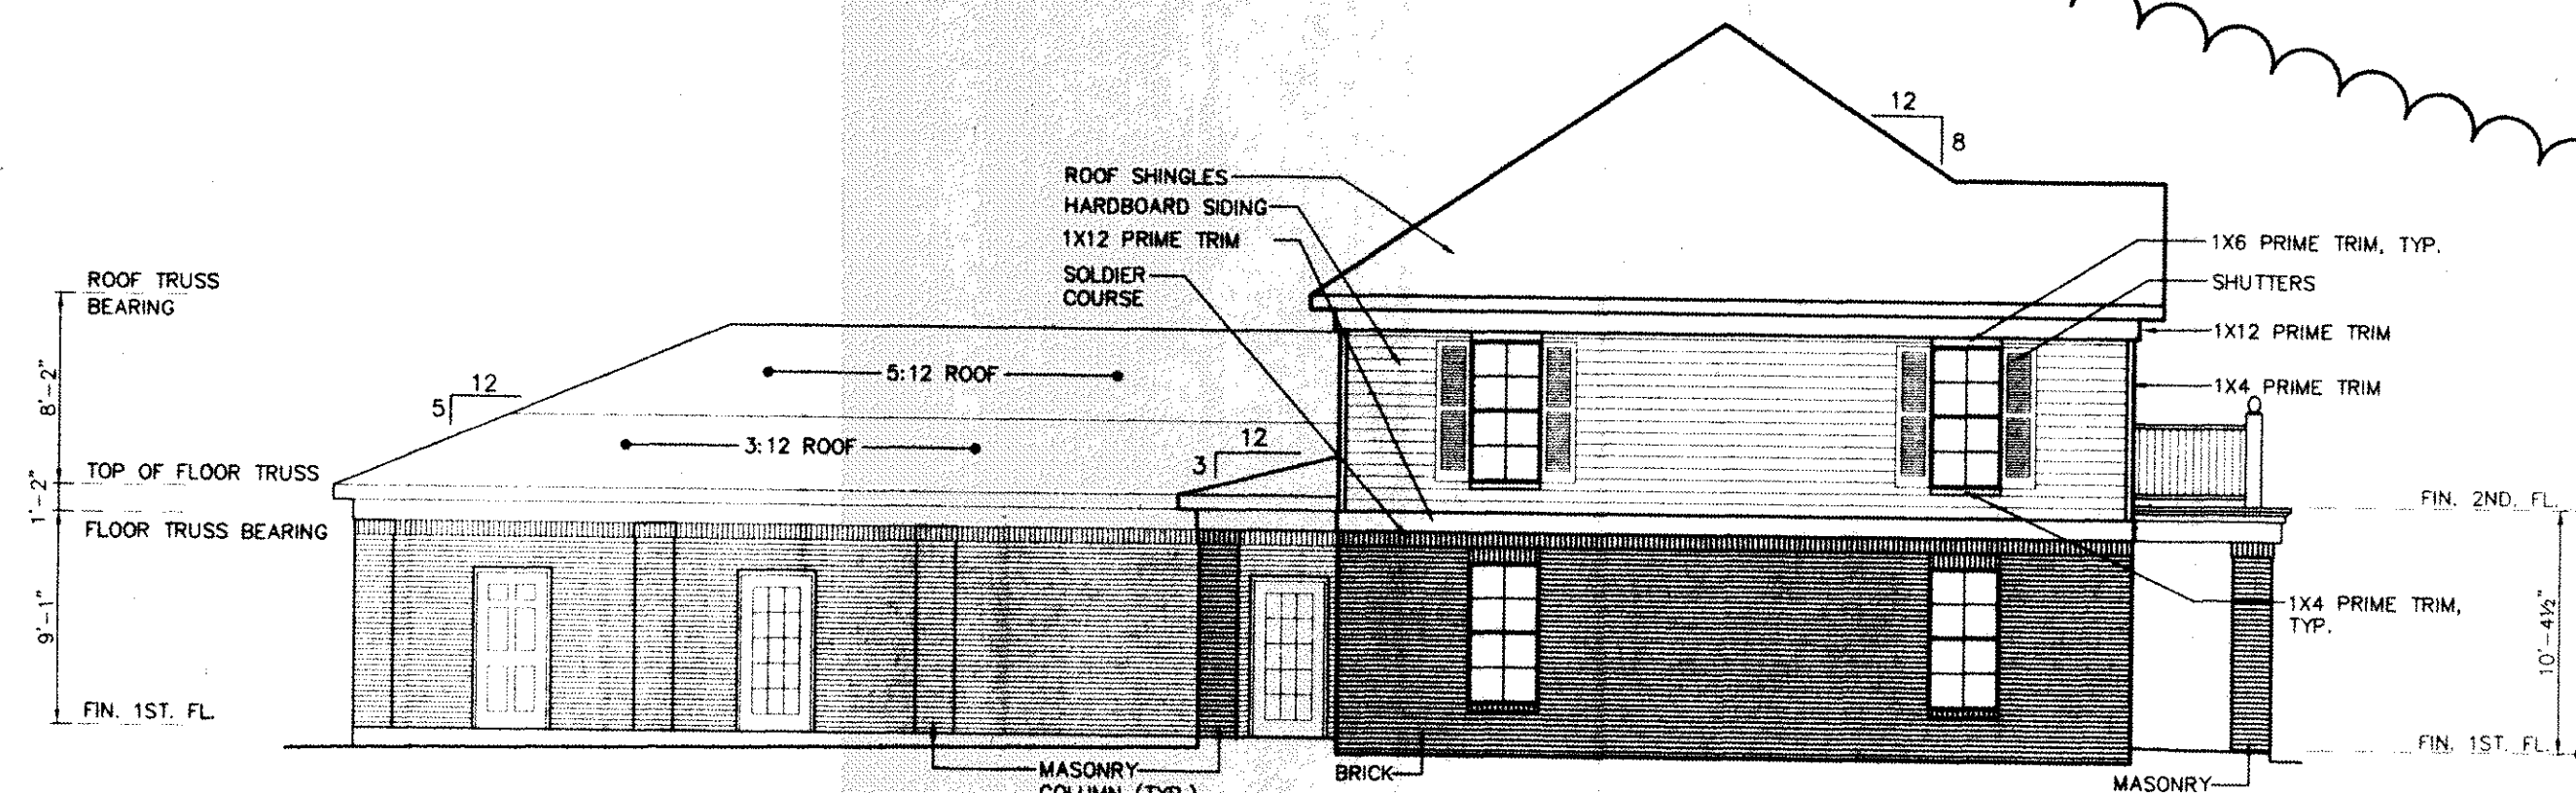 12
8
ROOF SHINGLES
HARDBOARD SIDING
1X12 PRIME TRIM
SOLDIER
COURSE
1X6 PRIME TRIM, TYP.
SHUTTERS
1X12 PRIME TRIM
1X4 PRIME TRIM
ROOF TRUSS
BEARING
8'-2"
5:12 ROOF
12
5
3:12 ROOF
12
3
TOP OF FLOOR TRUSS
1'-2"
FLOOR TRUSS BEARING
9'-1"
FIN. 1ST. FL.
FIN. 2ND. FL.
1X4 PRIME TRIM,
TYP.
10'-4½"
FIN. 1ST. FL.
MASONRY
COLUMN (TYP.)
BRICK
MASONRY